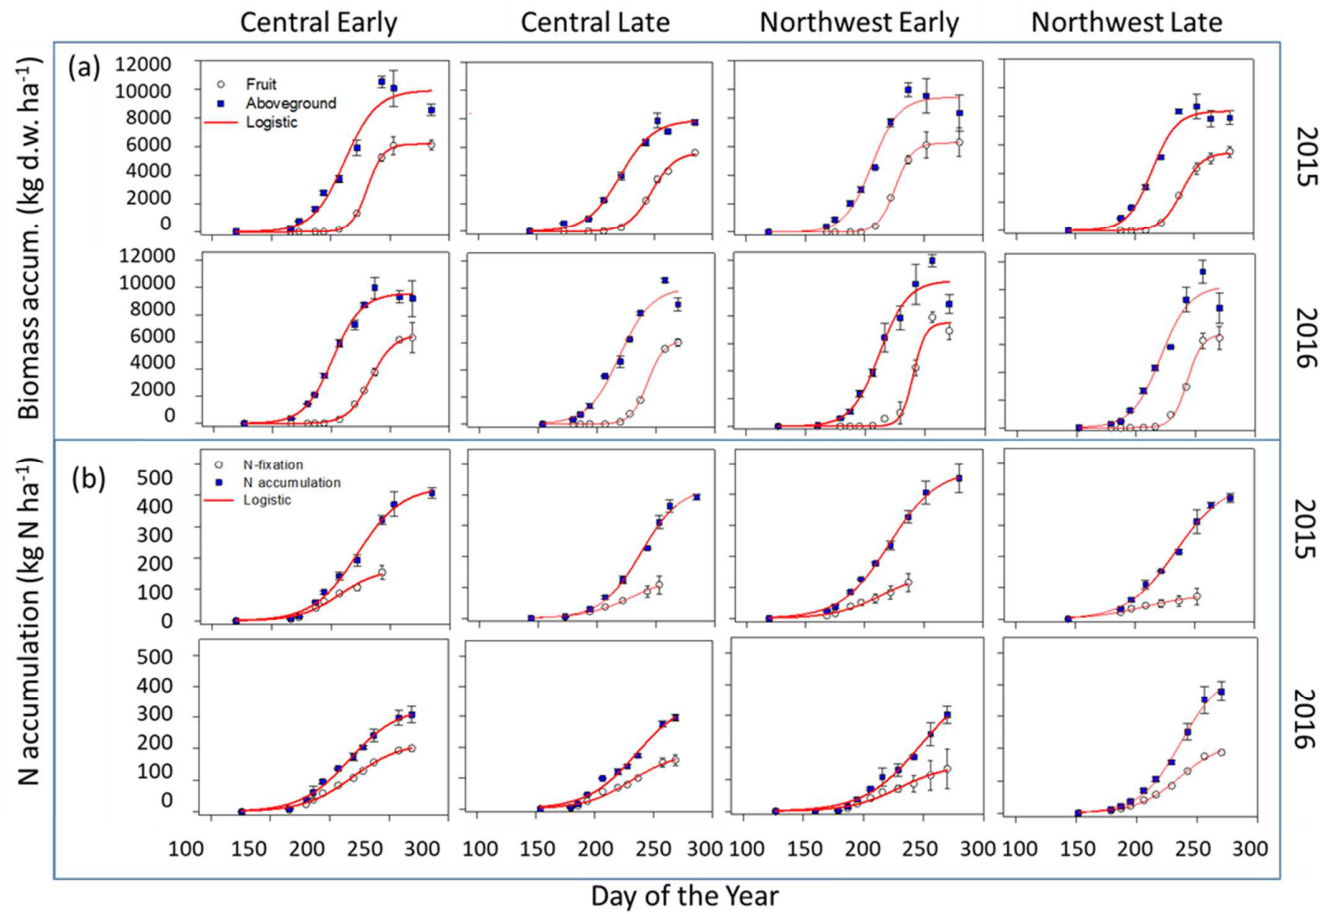 Central Early Central Late Northwest Early Northwest Late
Biomass accum. (kg d.w. ha-1)
(a)
12000
10000
8000
6000
4000
2000
0
Fruit
Aboveground
Logistic
2015
12000
10000
8000
6000
4000
2000
0
2016
N accumulation (kg N ha-1)
(b)
500
400
300
200
100
0
N-fixation
N accumulation
Logistic
2015
500
400
300
200
100
0
2016
100 150 200 250 300 100 150 200 250 300 100 150 200 250 300 100 150 200 250 300
Day of the Year